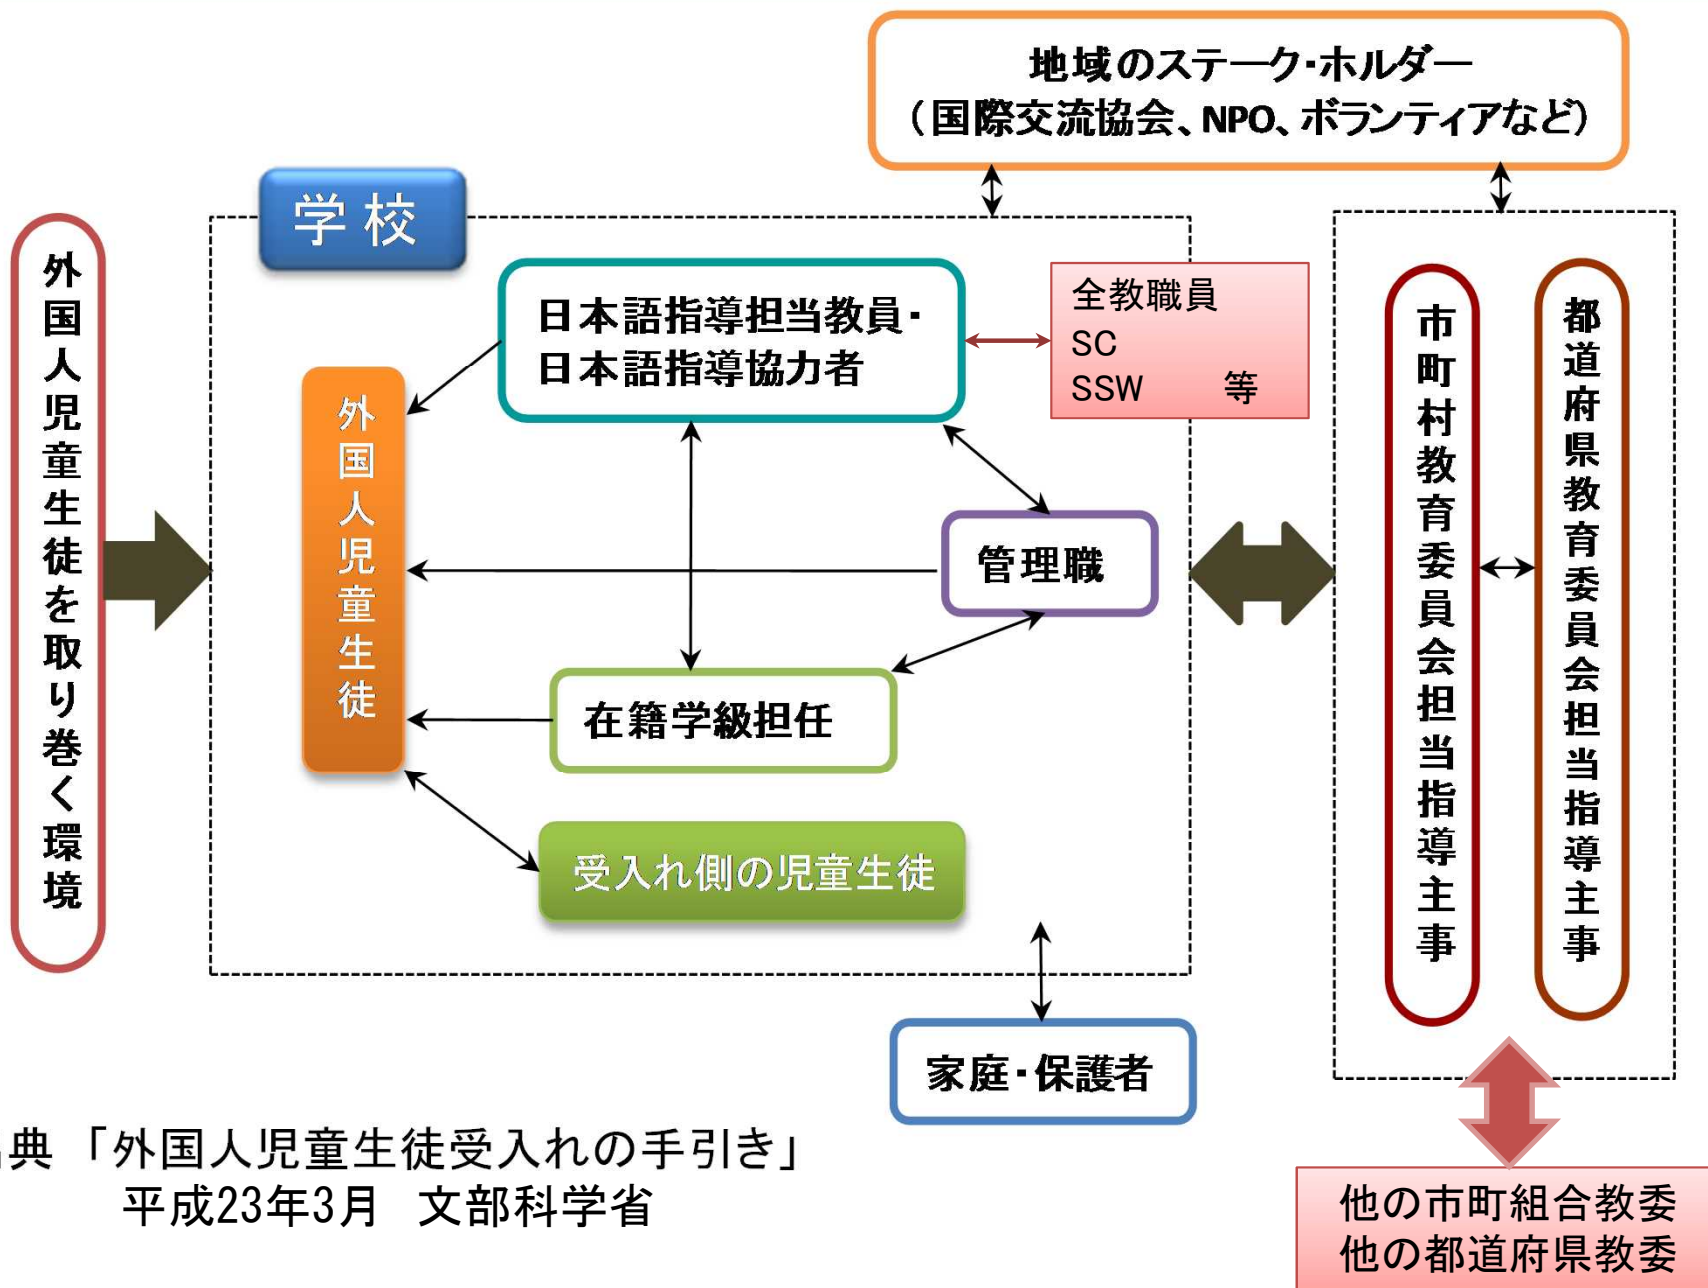 地域のステーク・ホルダー
（国際交流協会、NPO、ボランティアなど）
学校
外国人児童生徒を取り巻く環境
日本語指導担当教員・
日本語指導協力者
全教職員
SC
SSW　　等
外国人児童生徒
管理職
在籍学級担任
受入れ側の児童生徒
市町村教育委員会担当指導主事
都道府県教育委員会担当指導主事
家庭・保護者
典 「外国人児童生徒受入れの手引き」
平成23年3月　文部科学省
他の市町組合教委
他の都道府県教委